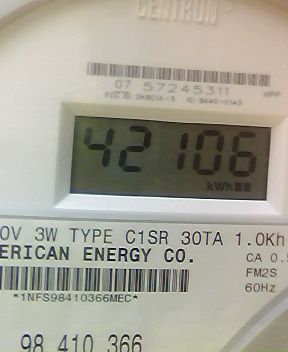 CENTRON
07 57245311
42106
kWh
0V 3W TYPE C1SR 30TA 1.0Kh
ERICAN ENERGY CO.
CA 0.5
FM2S
60Hz
*1NFS98410366MEC*
98 410 366